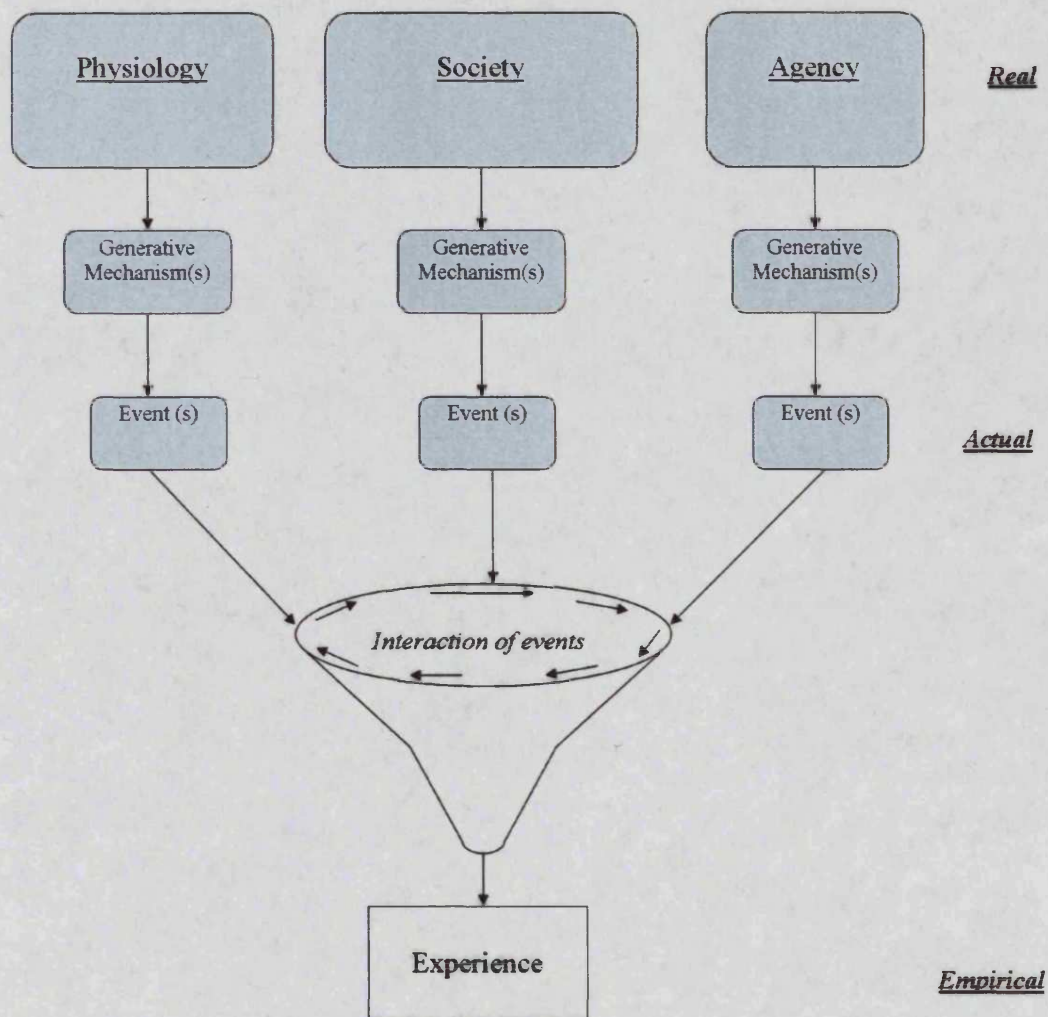 Physiology
Society
Agency
Real
Generative
Mechanism(s)
Generative
Mechanism(s)
Generative
Mechanism(s)
Event (s)
Event (s)
Event (s)
Actual
Interaction of events
Experience
Empirical